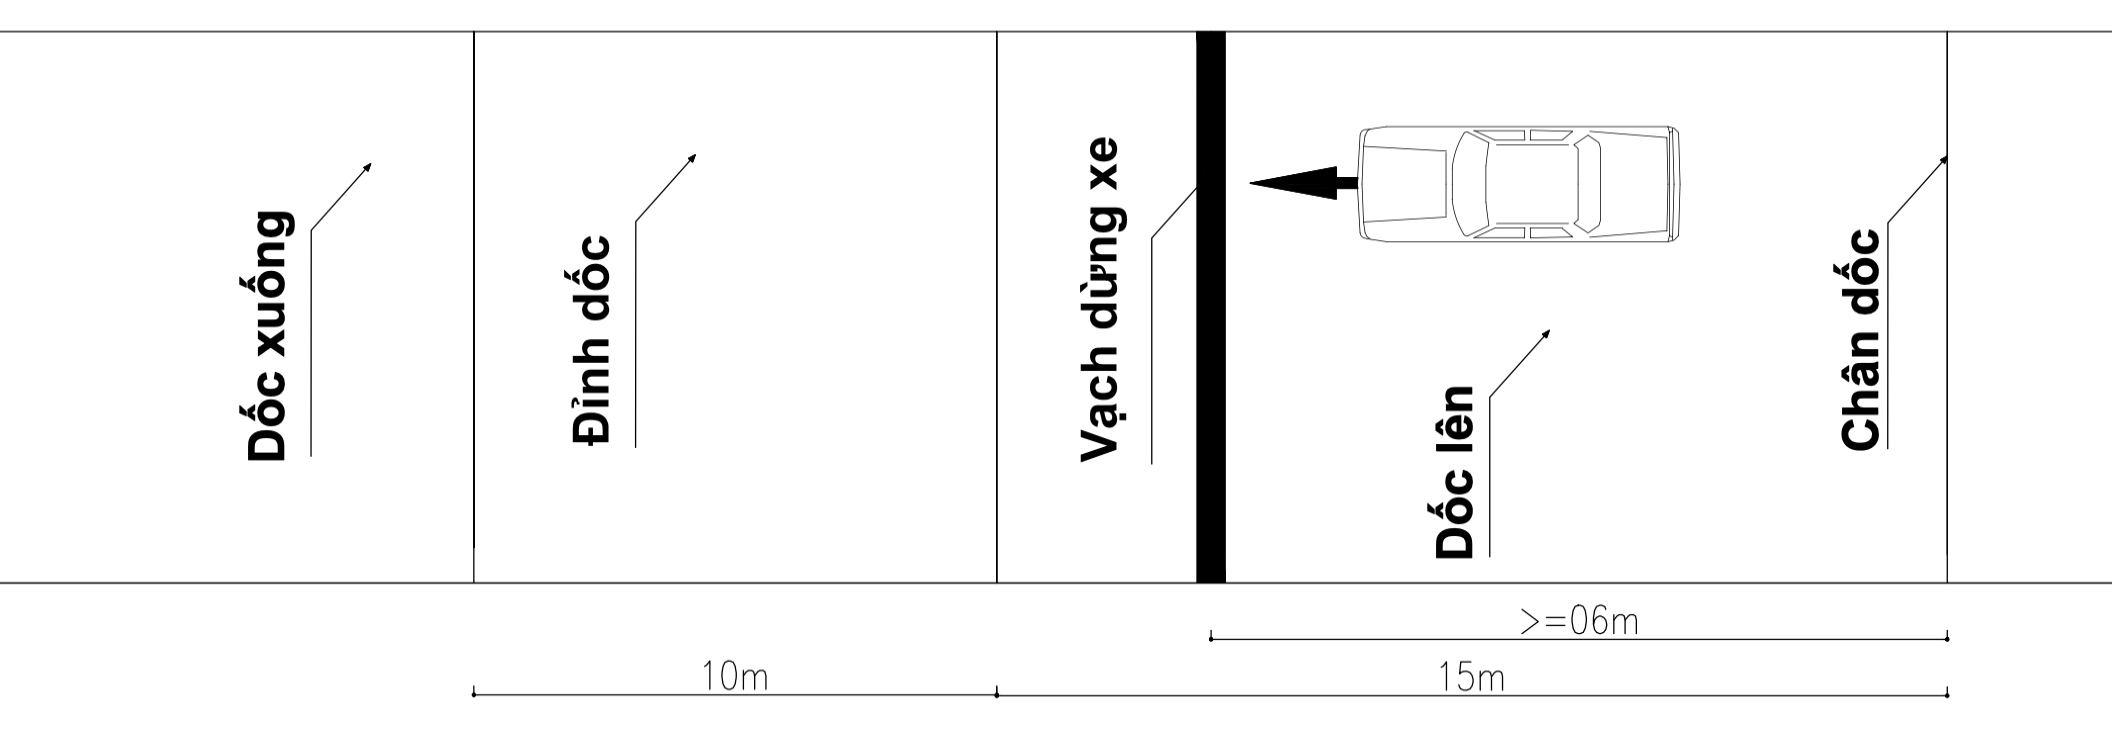 Dốc xuống
Đỉnh dốc
Vạch dừng xe
Dốc lên
Chân dốc
>=06m
10m
15m